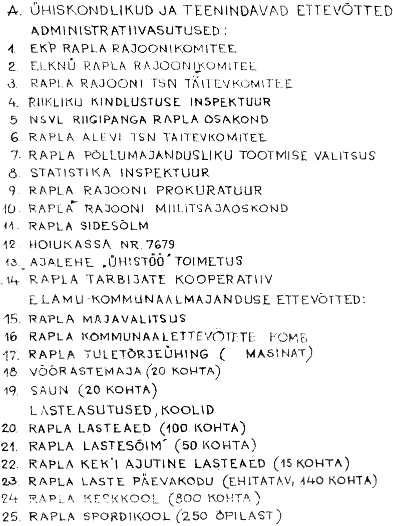 A. ÜHISKONDLIKUD JA TEENINDAVAD ETTEVÕTTED
ADMINISTRATIIVASUTUSED:
1. EKP RAPLA RAJOONIKOMITEE
2. ELKNÜ RAPLA RAJOONIKOMITEE
3. RAPLA RAJOONI TSN TÄITEVKOMITEE
4. RIIKLIKU KINDLUSTUSE INSPEKTUUR
5 NSVL RIIGIPANGA RAPLA OSAKOND
6. RAPLA ALEVI TSN TÄITEVKOMITEE
7. RAPLA PÕLLUMAJANDUSLIKU TOOTMISE VALITSUS
8. STATISTIKA INSPEKTUUR
9. RAPLA RAJOONI PROKURATUUR
10. RAPLA RAJOONI MIILITSAJAOSKOND
11. RAPLA SIDESÕLM
12 HOIUKASSA NR. 7679
13. AJALEHE „ÜHISTÖÖ" TOIMETUS
14 RAPLA TARBIJATE KOOPERATIIV
ELAMU-KOMMUNAALMAJANDUSE ETTEVÕTTED:
15. RAPLA MAJAVALITSUS
16 RAPLA KOMMUNAALETTEVÕTETE KOMB.
17. RAPLA TULETÕRJEÜHING ( MASINAT)
18 VÕÕRASTEMAJA (20 KOHTA)
19. SAUN (20 KOHTA)
LASTEASUTUSED, KOOLID
20. RAPLA LASTEAED (100 KOHTA)
21. RAPLA LASTESÕIM (50 KOHTA)
22. RAPLA KEK'I AJUTINE LASTEAED (15 KOHTA)
23. RAPLA LASTE PÄEVAKODU (EHITATAV, 140 KOHTA)
24 RAPLA KESKKOOL (800 KOHTA)
25. RAPLA SPORDIKOOL (250 ÕPILAST)